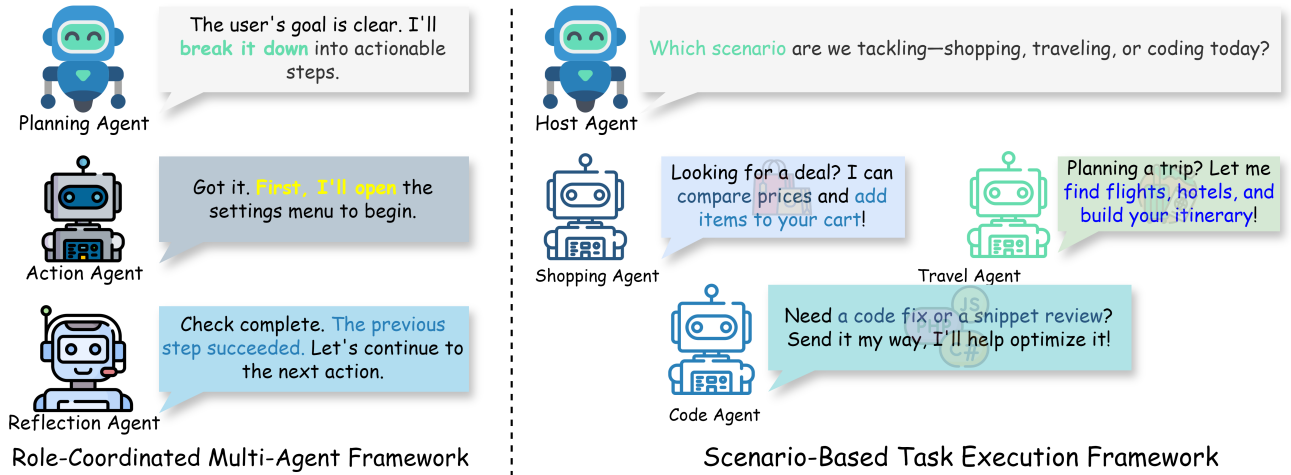 The user's goal is clear. I'll
break it down into actionable
steps.
Planning Agent
Got it. First, I'll open the
settings menu to begin.
Action Agent
Check complete. The previous
step succeeded. Let's continue to
the next action.
Reflection Agent
Role-Coordinated Multi-Agent Framework
Which scenario are we tackling—shopping, traveling, or coding today?
Host Agent
Looking for a deal? I can
compare prices and add
items to your cart!
Shopping Agent
Planning a trip? Let me
find flights, hotels, and
build your itinerary!
Travel Agent
Need a code fix or a snippet review?
Send it my way, I'll help optimize it!
JS
PHP
C#
Code Agent
Scenario-Based Task Execution Framework